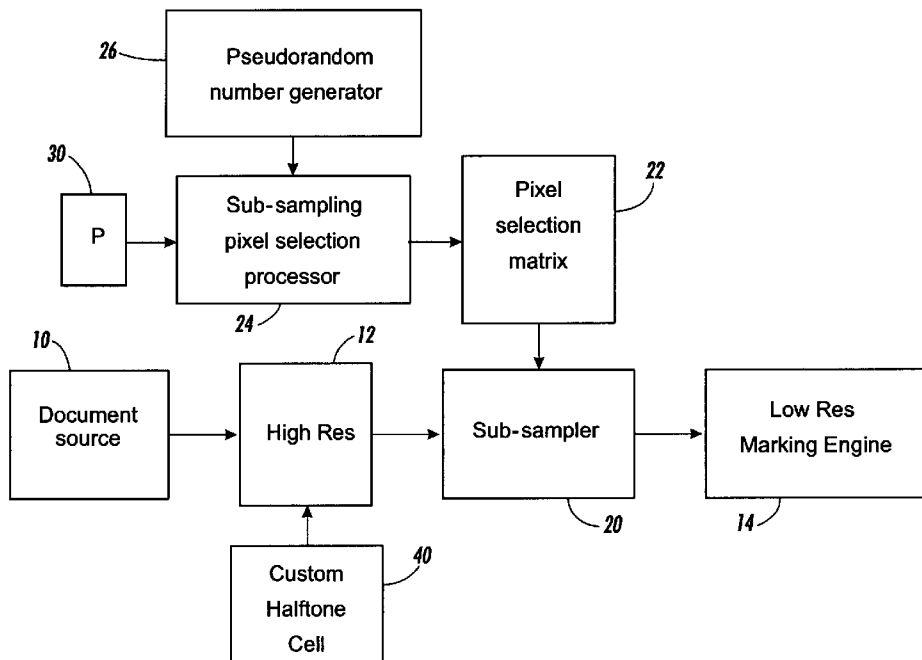 26
Pseudorandom
number generator
30
P
Sub-sampling
pixel selection
processor
24
Pixel
selection
matrix
22
10
Document
source
12
High Res
Sub-sampler
20
Low Res
Marking Engine
14
Custom
Halftone
Cell
40